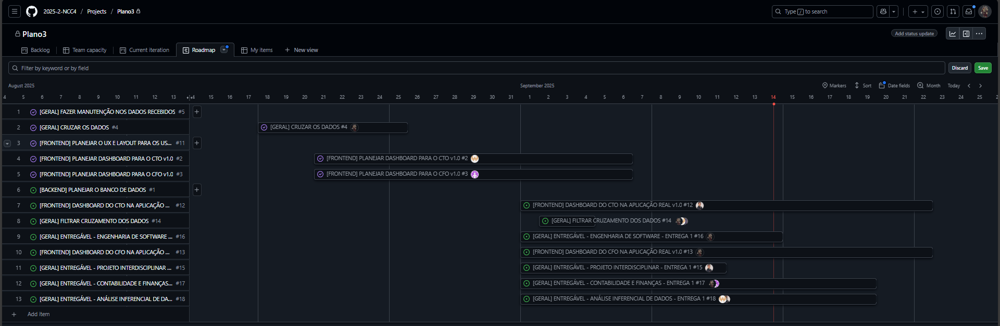 2025-2-NCC4 / Projects / Plano3
Type / to search
Plano3
Add status update
Backlog
Team capacity
Current iteration
Roadmap
My items
+ New view
Filter by keyword or by field
Discard
Save
August 2025
September 2025
Markers
Sort
Date fields
Month
Today
4 5 6 7 8 9 10 11 12 13 14 15 16 17 18 19 20 21 22 23 24 25 26 27 28 29 30 31 1 2 3 4 5 6 7 8 9 10 11 12 13 14 15 16 17 18 19 20 21 22 23 24 25
1 [GERAL] FAZER MANUTENÇÃO NOS DADOS RECEBIDOS #5
2 [GERAL] CRUZAR OS DADOS #4
[GERAL] CRUZAR OS DADOS #4
3 [FRONTEND] PLANEJAR O UX E LAYOUT PARA OS US... #11
4 [FRONTEND] PLANEJAR DASHBOARD PARA O CTO v1.0 #2
[FRONTEND] PLANEJAR DASHBOARD PARA O CTO v1.0 #2
5 [FRONTEND] PLANEJAR DASHBOARD PARA O CFO v1.0 #3
[FRONTEND] PLANEJAR DASHBOARD PARA O CFO v1.0 #3
6 [BACKEND] PLANEJAR O BANCO DE DADOS #1
7 [FRONTEND] DASHBOARD DO CTO NA APLICAÇÃO ... #12
[FRONTEND] DASHBOARD DO CTO NA APLICAÇÃO REAL v1.0 #12
8 [GERAL] FILTRAR CRUZAMENTO DOS DADOS #14
[GERAL] FILTRAR CRUZAMENTO DOS DADOS #14
9 [GERAL] ENTREGÁVEL - ENGENHARIA DE SOFTWARE ... #16
[GERAL] ENTREGÁVEL - ENGENHARIA DE SOFTWARE - ENTREGA 1 #16
10 [FRONTEND] DASHBOARD DO CFO NA APLICAÇÃO ... #13
[FRONTEND] DASHBOARD DO CFO NA APLICAÇÃO REAL v1.0 #13
11 [GERAL] ENTREGÁVEL - PROJETO INTERDISCIPLINAR ... #15
[GERAL] ENTREGÁVEL - PROJETO INTERDISCIPLINAR - ENTREGA 1 #15
12 [GERAL] ENTREGÁVEL - CONTABILIDADE E FINANÇAS... #17
[GERAL] ENTREGÁVEL - CONTABILIDADE E FINANÇAS - ENTREGA 1 #17
13 [GERAL] ENTREGÁVEL - ANÁLISE INFERENCIAL DE DA... #18
[GERAL] ENTREGÁVEL - ANÁLISE INFERENCIAL DE DADOS - ENTREGA 1 #18
+ Add item